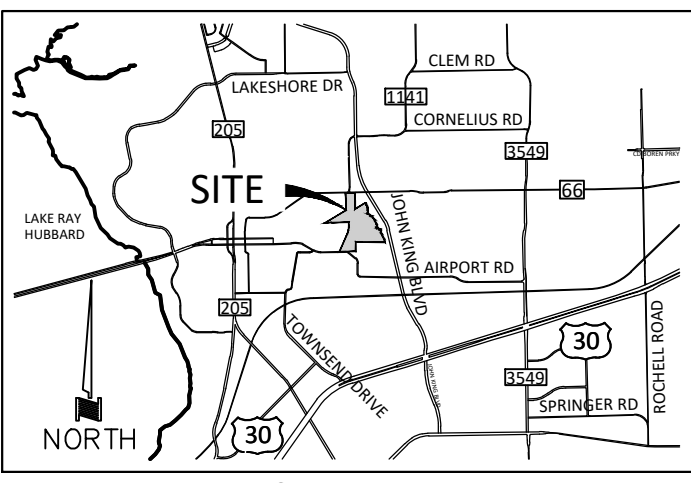 CLEM RD
LAKESHORE DR
1141
CORNELIUS RD
205
3549
SITE
66
LAKE RAY
HUBBARD
JOHN KING BLVD
AIRPORT RD
205
TOWNSEND DRIVE
30
ROCHELL ROAD
JOHN KING BLVD
3549
SPRINGER RD
NORTH
30